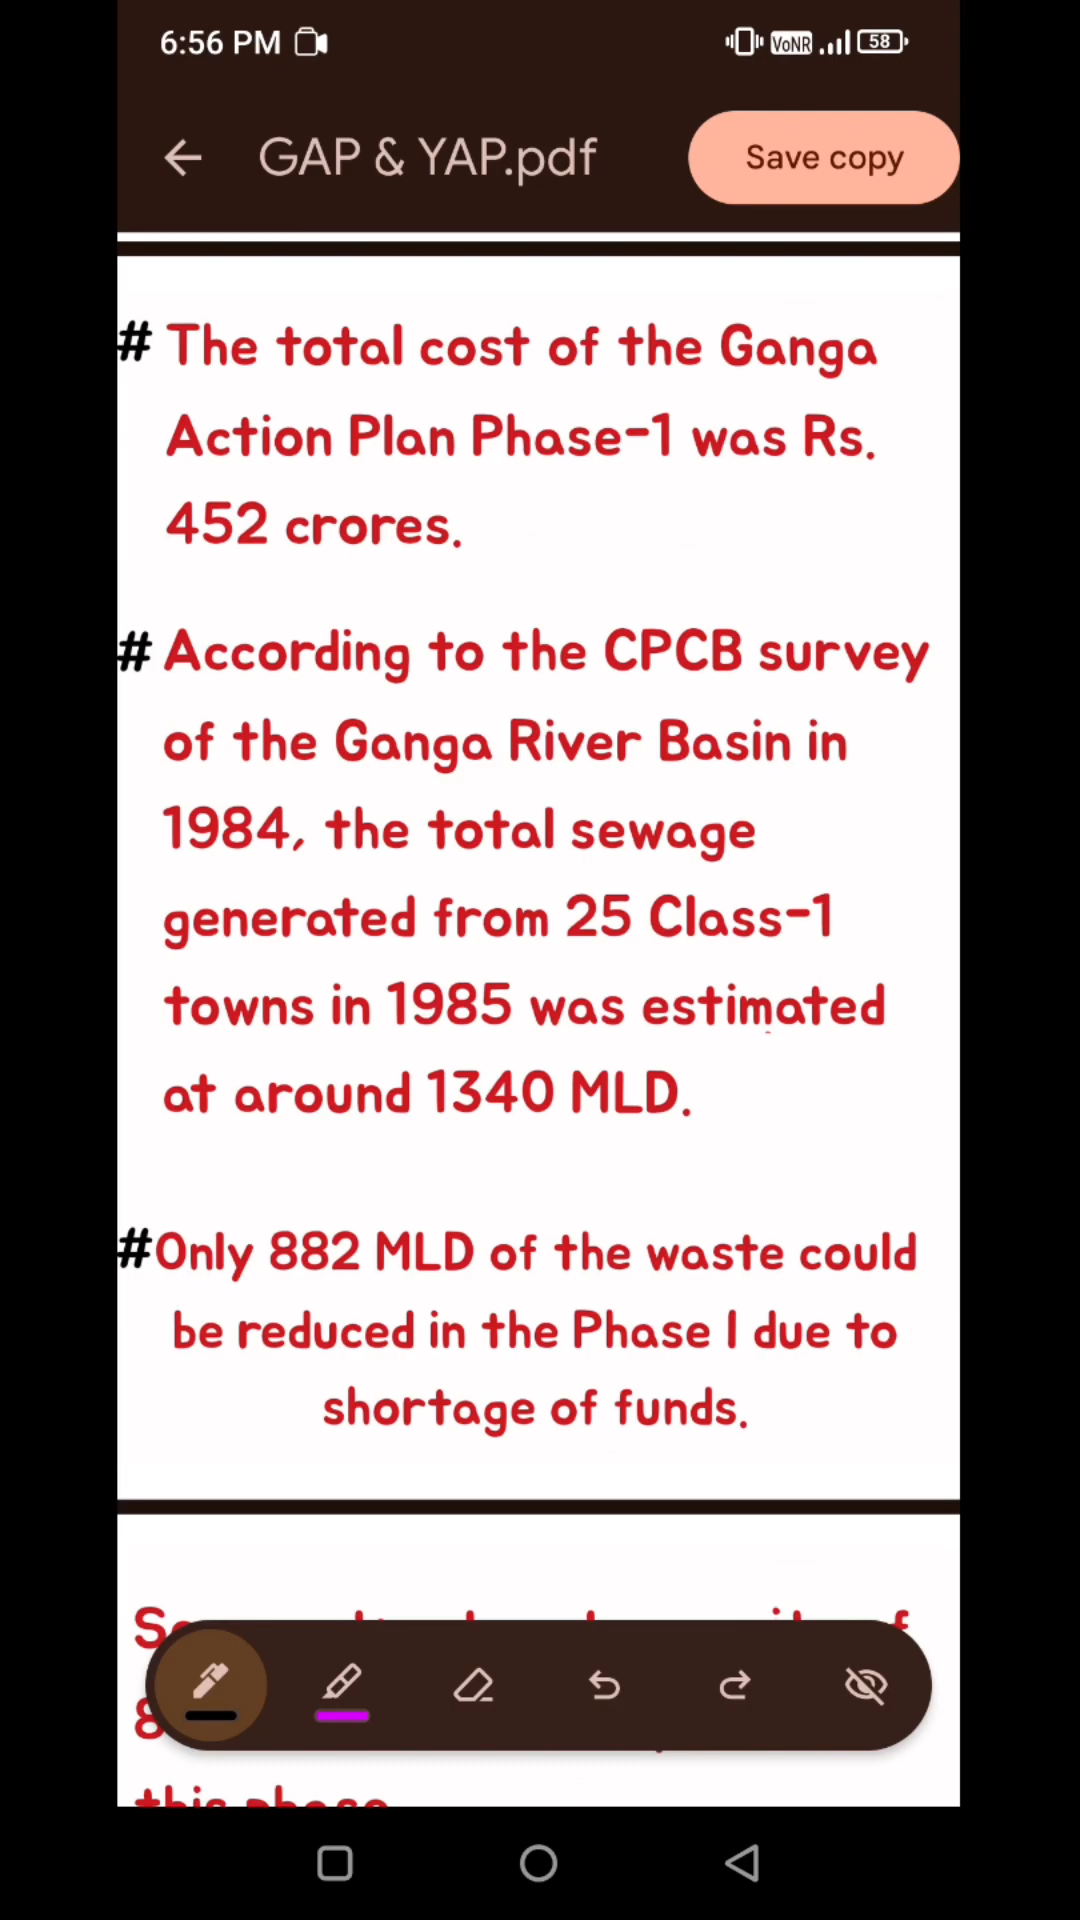 6:56 PM
VoNR
58
GAP & YAP.pdf
Save copy
# The total cost of the Ganga
Action Plan Phase-1 was Rs.
452 crores.
# According to the CPCB survey
of the Ganga River Basin in
1984, the total sewage
generated from 25 Class-1
towns in 1985 was estimated
at around 1340 MLD.
#Only 882 MLD of the waste could
be reduced in the Phase I due to
shortage of funds.
this phase